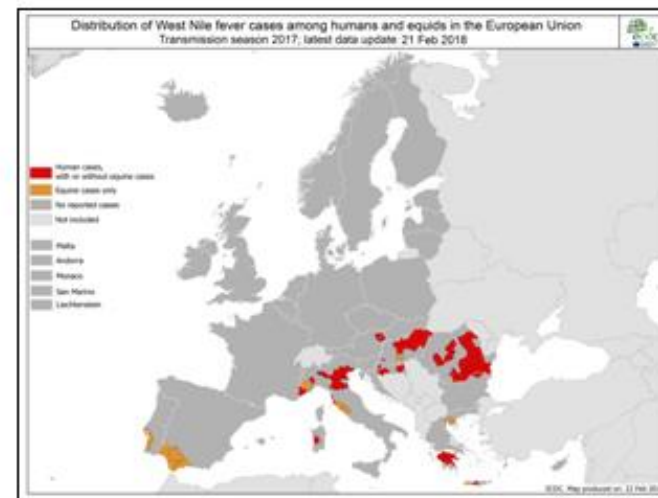 Distribution of West Nile fever cases among humans and equids in the European Union
Transmission season 2017; latest data update 21 Feb 2018
Human cases,
with or without equine cases
Equine cases only
No reported cases
Not included
Malta
Andorra
Monaco
San Marino
Liechtenstein